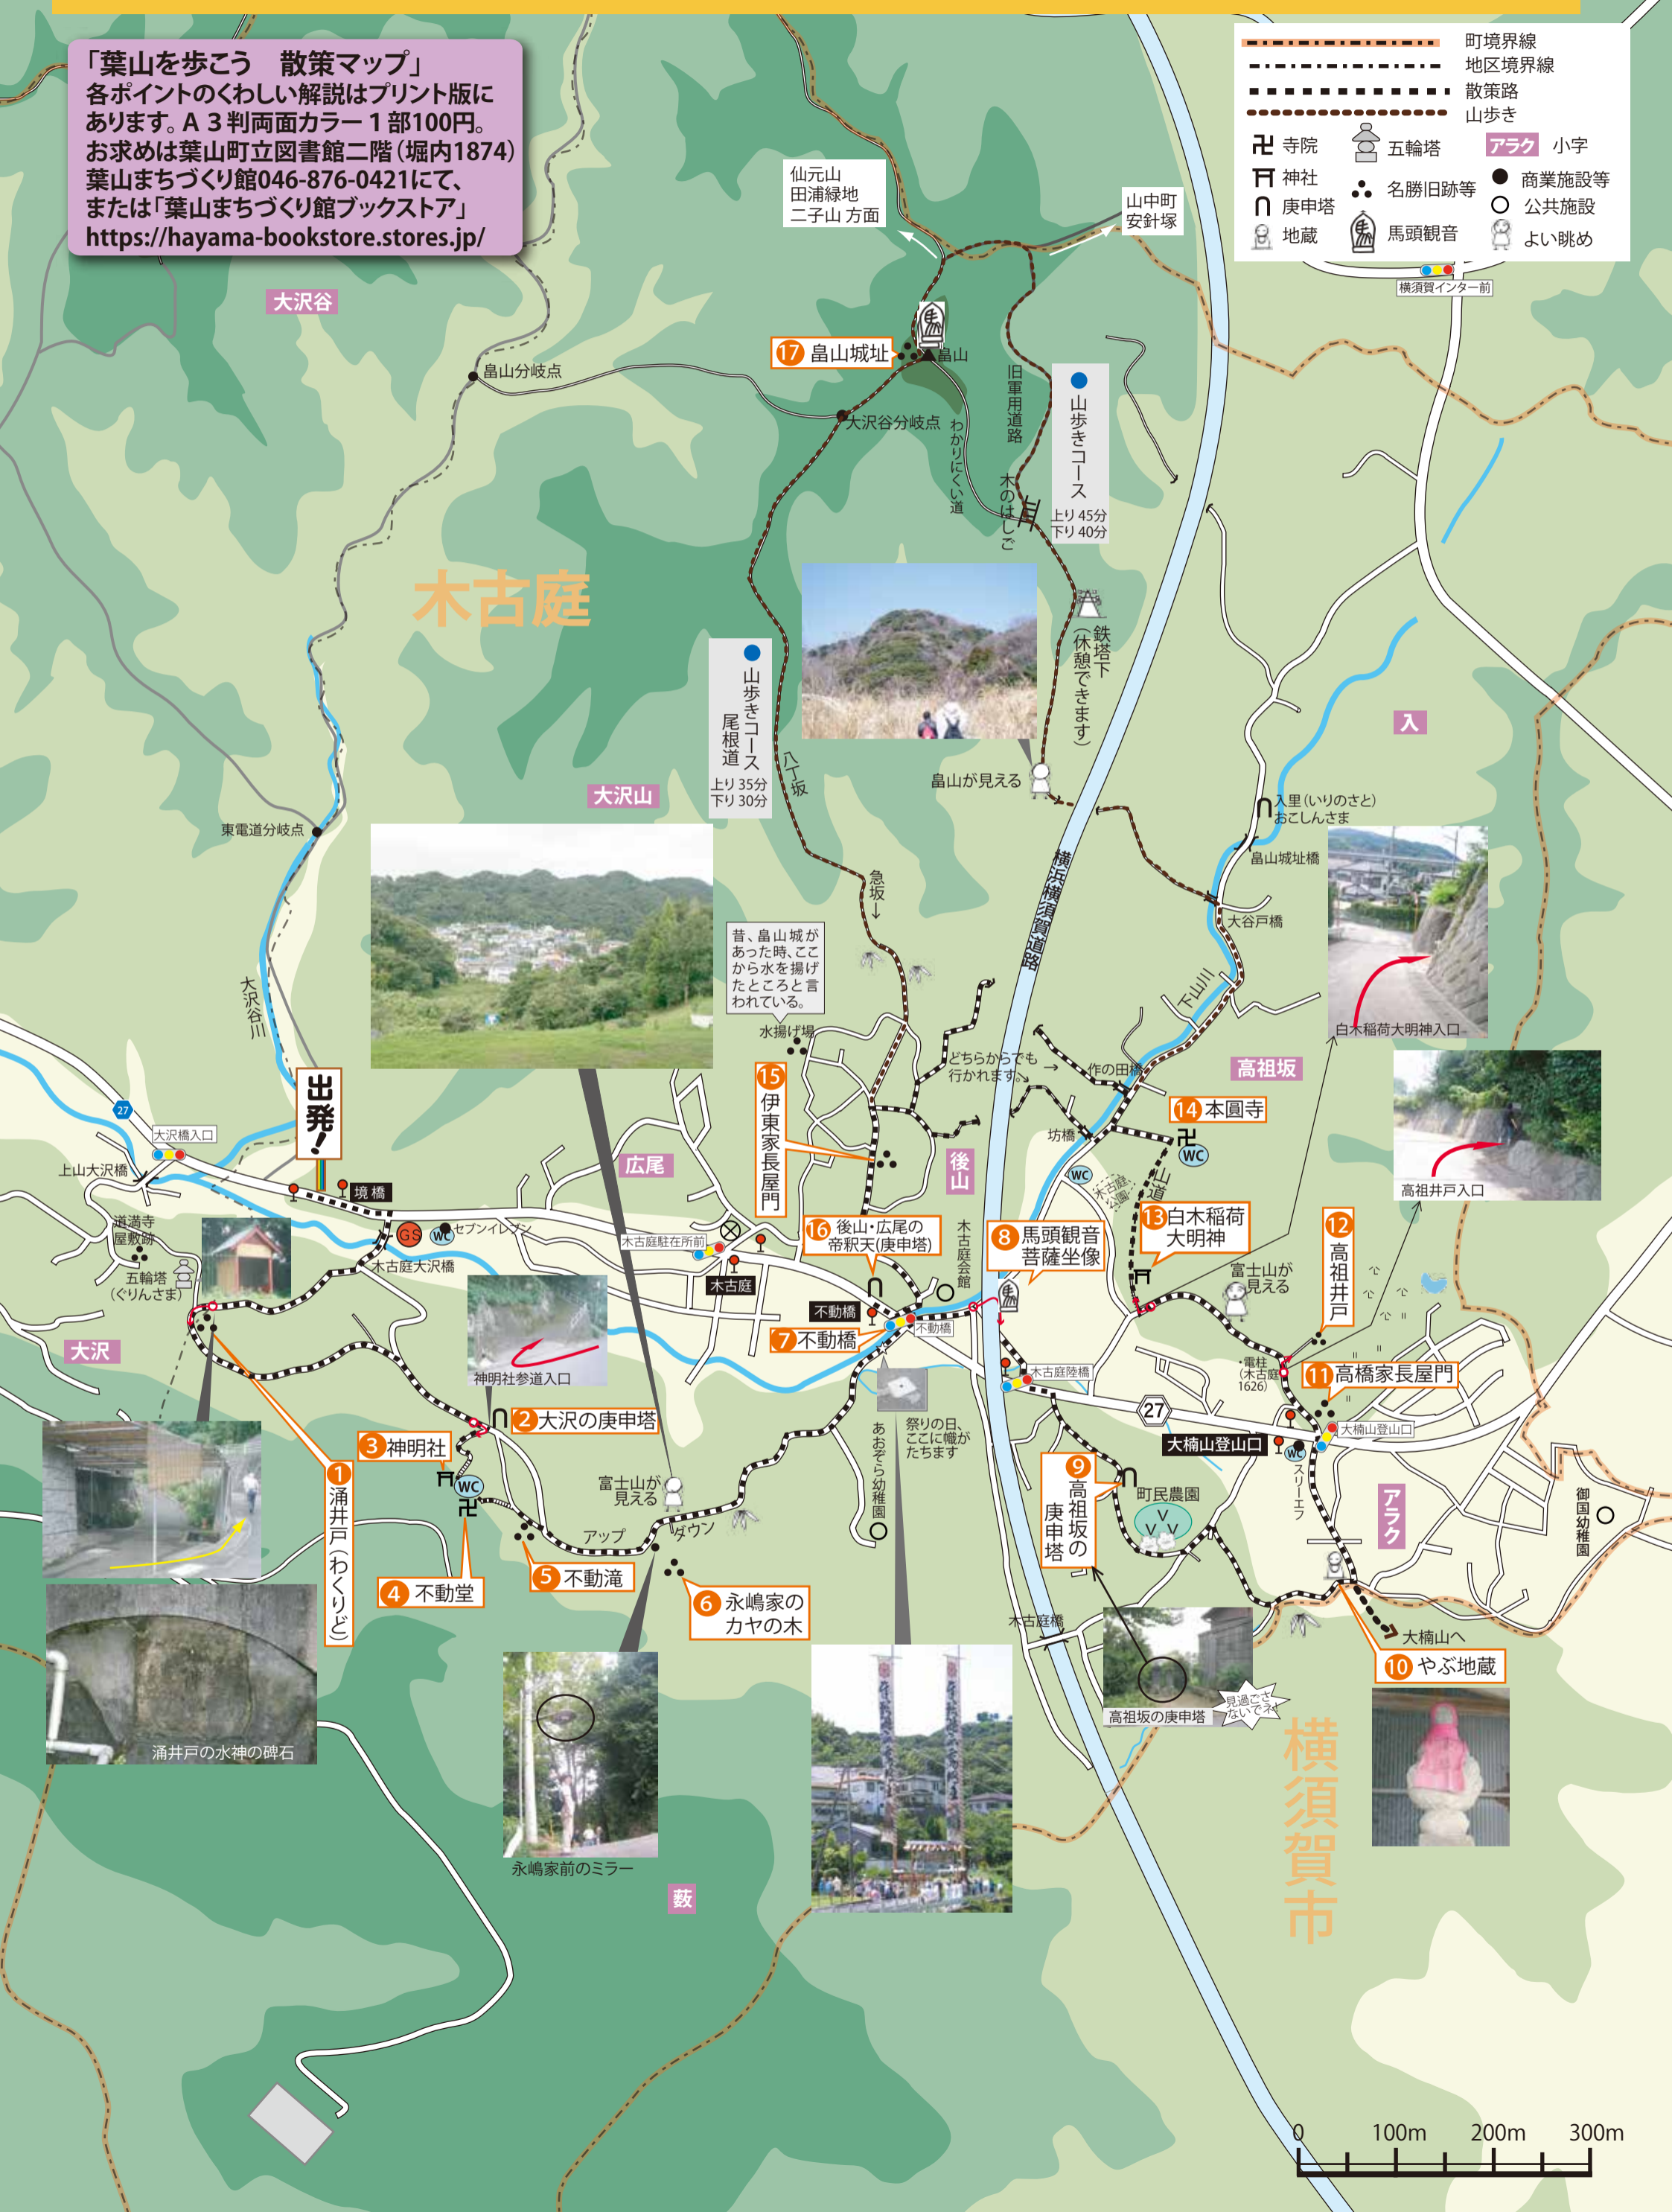 「葉山を歩こう　散策マップ」
各ポイントのくわしい解説はプリント版に
あります。A３判両面カラー１部100円。
お求めは葉山町立図書館二階（堀内1874）
葉山まちづくり館046-876-0421にて、
または「葉山まちづくり館ブックストア」
https://hayama-bookstore.stores.jp/
町境界線
地区境界線
散策路
山歩き
寺院
五輪塔
アラク 小字
神社
名勝旧跡等
商業施設等
庚申塔
公共施設
地蔵
馬頭観音
よい眺め
横須賀インター前
仙元山
田浦緑地
二子山 方面
山中町
安針塚
大沢谷
馬
17 畠山城址
畠山
畠山分岐点
大沢谷分岐点
わかりにくい道
旧軍用道路
木のはしご
山歩きコース
上り45分
下り40分
木古庭
鉄塔下
（休憩できます）
山歩きコース
尾根道
上り35分
下り30分
八丁坂
畠山が見える
入
大沢山
東電道分岐点
入里（いりのさと）
おこしんさま
畠山城址橋
大谷戸橋
横浜横須賀道路
急坂→
昔、畠山城が
あった時、ここ
から水を揚げ
たところと言
われている。
水揚げ場
大沢谷川
下山川
白木稲荷大明神入口
どちらからでも
行かれます。
→
作の田橋
高祖坂
出発！
27
大沢橋入口
上山大沢橋
境橋
15 伊東家長屋門
広尾
後山
坊橋
14 本圓寺
WC
WC
木古庭公園
山道
高祖井戸入口
道満寺
屋敷跡
五輪塔
（ぐりんさま）
GS
WC
セブンイレブン
木古庭大沢橋
木古庭駐在所前
木古庭
16 後山・広尾の
帝釈天(庚申塔)
木古庭会館
8 馬頭観音
菩薩坐像
馬
13 白木稲荷
大明神
富士山が
見える
12 高祖井戸
大沢
神明社参道入口
不動橋
7 不動橋
不動橋
木古庭陸橋
・電柱
（木古庭
1626）
11 高橋家長屋門
27
大楠山登山口
大楠山登山口
WC
スリーエフ
2 大沢の庚申塔
3 神明社
WC
1 涌井戸（わくりど）
富士山が
見える
アップ
ダウン
あおぞら幼稚園
祭りの日、
ここに幟が
たちます
9 高祖坂の
庚申塔
町民農園
アラク
御国幼稚園
4 不動堂
5 不動滝
6 永嶋家の
カヤの木
木古庭橋
大楠山へ
10 やぶ地蔵
高祖坂の庚申塔
見過ごさ
ないでネ!
涌井戸の水神の碑石
永嶋家前のミラー
薮
横須賀市
0 100m 200m 300m